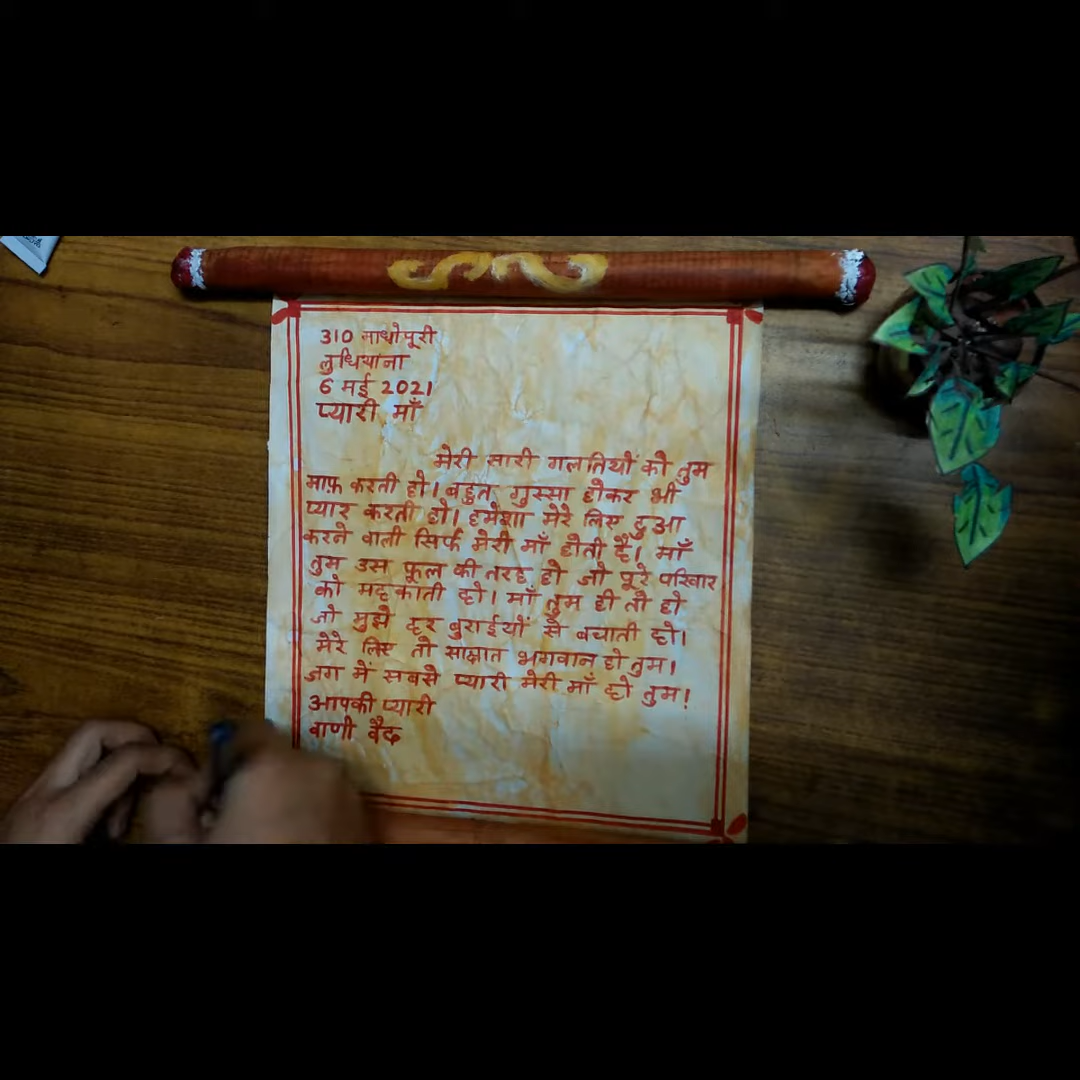 310 माधोपूरी
लुधियाना
6 मई 2021
प्यारी माँ
मेरी सारी गलतियों को तुम
माफ़ करती हो। बहुत गुस्सा होकर भी
प्यार करती हो। हमेशा मेरे लिए दुआ
करने वाली सिर्फ मेरी माँ होती हैं। माँ
तुम उस फूल की तरह हो जो पूरे परिवार
को महकाती हो। माँ तुम ही तो हो
जो मुझे हर बुराईयों से बचाती हो।
मेरे लिए तो साक्षात भगवान हो तुम।
जग में सबसे प्यारी मेरी माँ हो तुम!
आपकी प्यारी
वाणी वैद